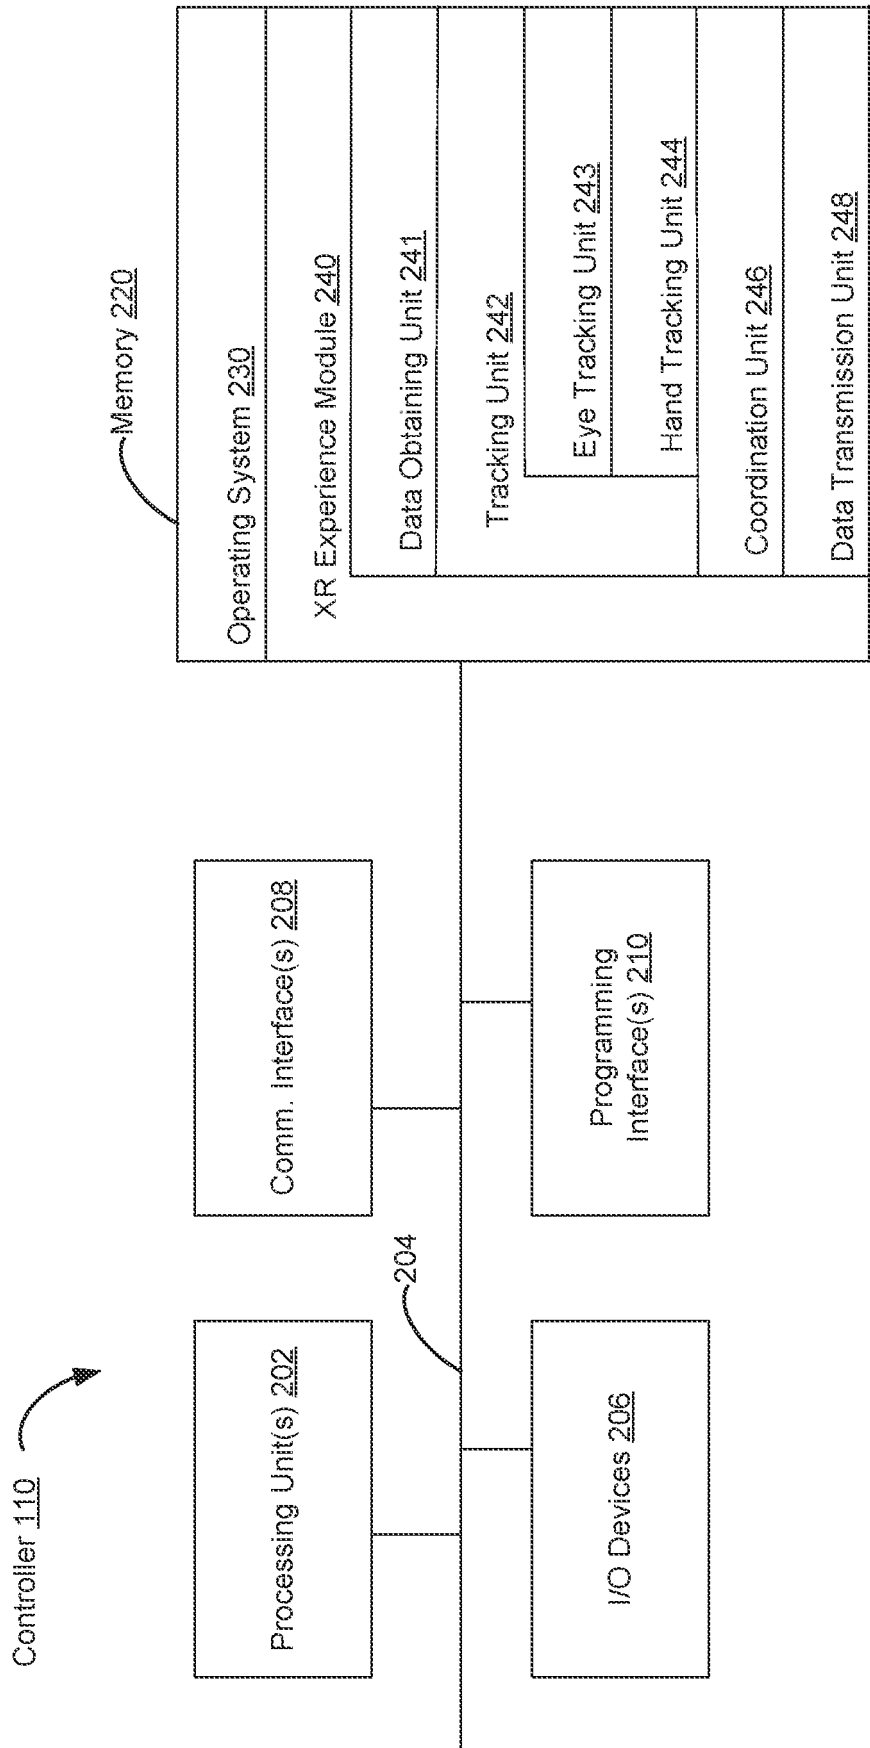 Controller 110
Processing Unit(s) 202
Comm. Interface(s) 208
204
I/O Devices 206
Programming
Interface(s) 210
Memory 220
Operating System 230
XR Experience Module 240
Data Obtaining Unit 241
Tracking Unit 242
Eye Tracking Unit 243
Hand Tracking Unit 244
Coordination Unit 246
Data Transmission Unit 248